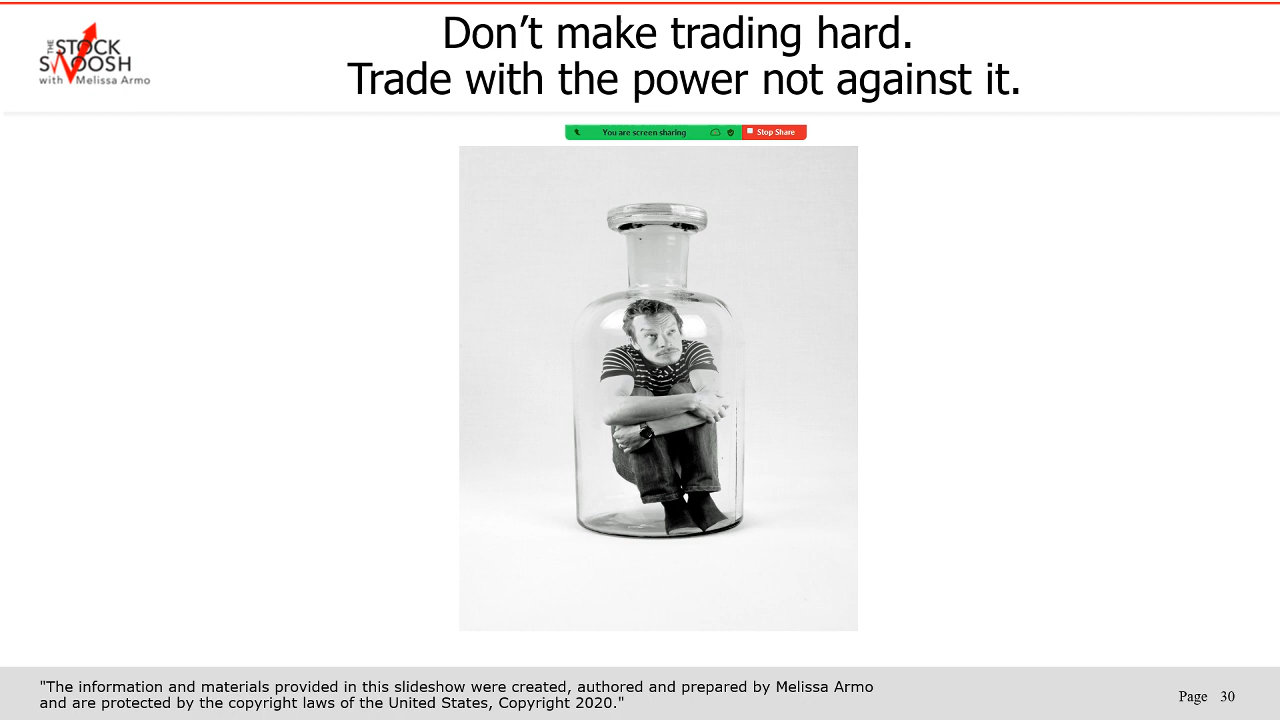 Don’t make trading hard.
Trade with the power not against it.
THE
STOCK
SWOOSH
with Melissa Armo
You are screen sharing
Stop Share
"The information and materials provided in this slideshow were created, authored and prepared by Melissa Armo
and are protected by the copyright laws of the United States, Copyright 2020."
Page 30